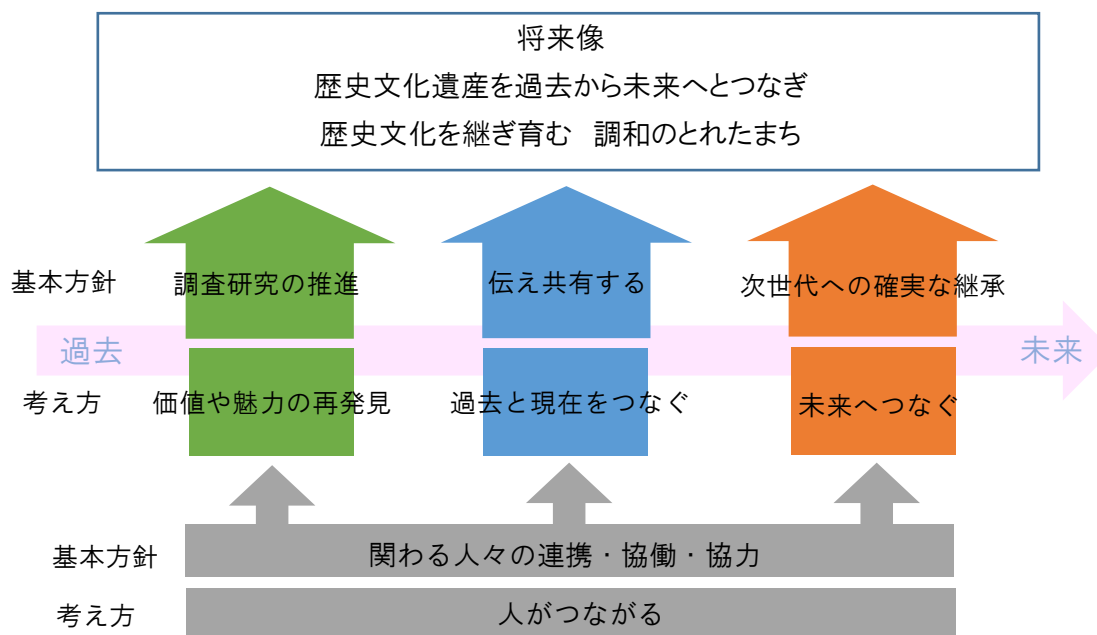 将来像
歴史文化遺産を過去から未来へとつなぎ
歴史文化を継ぎ育む　調和のとれたまち
基本方針
調査研究の推進
伝え共有する
次世代への確実な継承
過去
未来
考え方
価値や魅力の再発見
過去と現在をつなぐ
未来へつなぐ
基本方針
関わる人々の連携・協働・協力
考え方
人がつながる